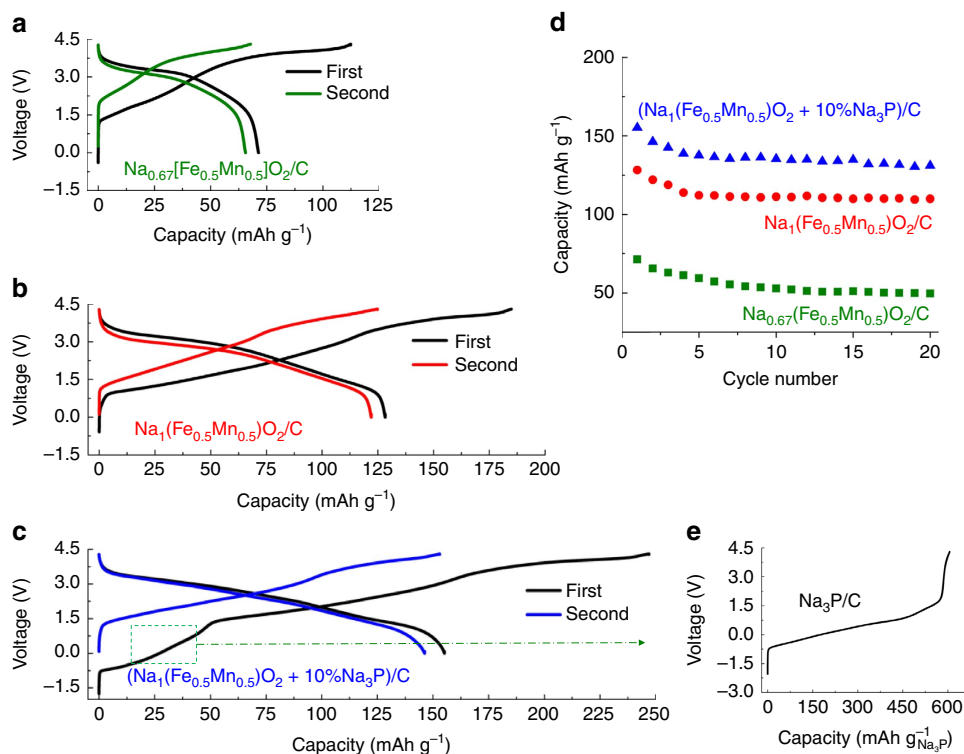 a
4.5
3.0
1.5
0.0
−1.5
Voltage (V)
First
Second
Na₀.₆₇[Fe₀.₅Mn₀.₅]O₂/C
0 25 50 75 100 125
Capacity (mAh g⁻¹)
b
4.5
3.0
1.5
0.0
−1.5
Voltage (V)
First
Second
Na₁(Fe₀.₅Mn₀.₅)O₂/C
0 25 50 75 100 125 150 175 200
Capacity (mAh g⁻¹)
c
4.5
3.0
1.5
0.0
−1.5
Voltage (V)
First
Second
(Na₁(Fe₀.₅Mn₀.₅)O₂ + 10%Na₃P)/C
0 25 50 75 100 125 150 175 200 225 250
Capacity (mAh g⁻¹)
d
200
150
100
50
Capacity (mAh g⁻¹)
(Na₁(Fe₀.₅Mn₀.₅)O₂ + 10%Na₃P)/C
Na₁(Fe₀.₅Mn₀.₅)O₂/C
Na₀.₆₇(Fe₀.₅Mn₀.₅)O₂/C
0 5 10 15 20
Cycle number
e
4.5
3.0
1.5
0.0
−1.5
−3.0
Voltage (V)
Na₃P/C
0 150 300 450 600
Capacity (mAh g⁻¹Na₃P)